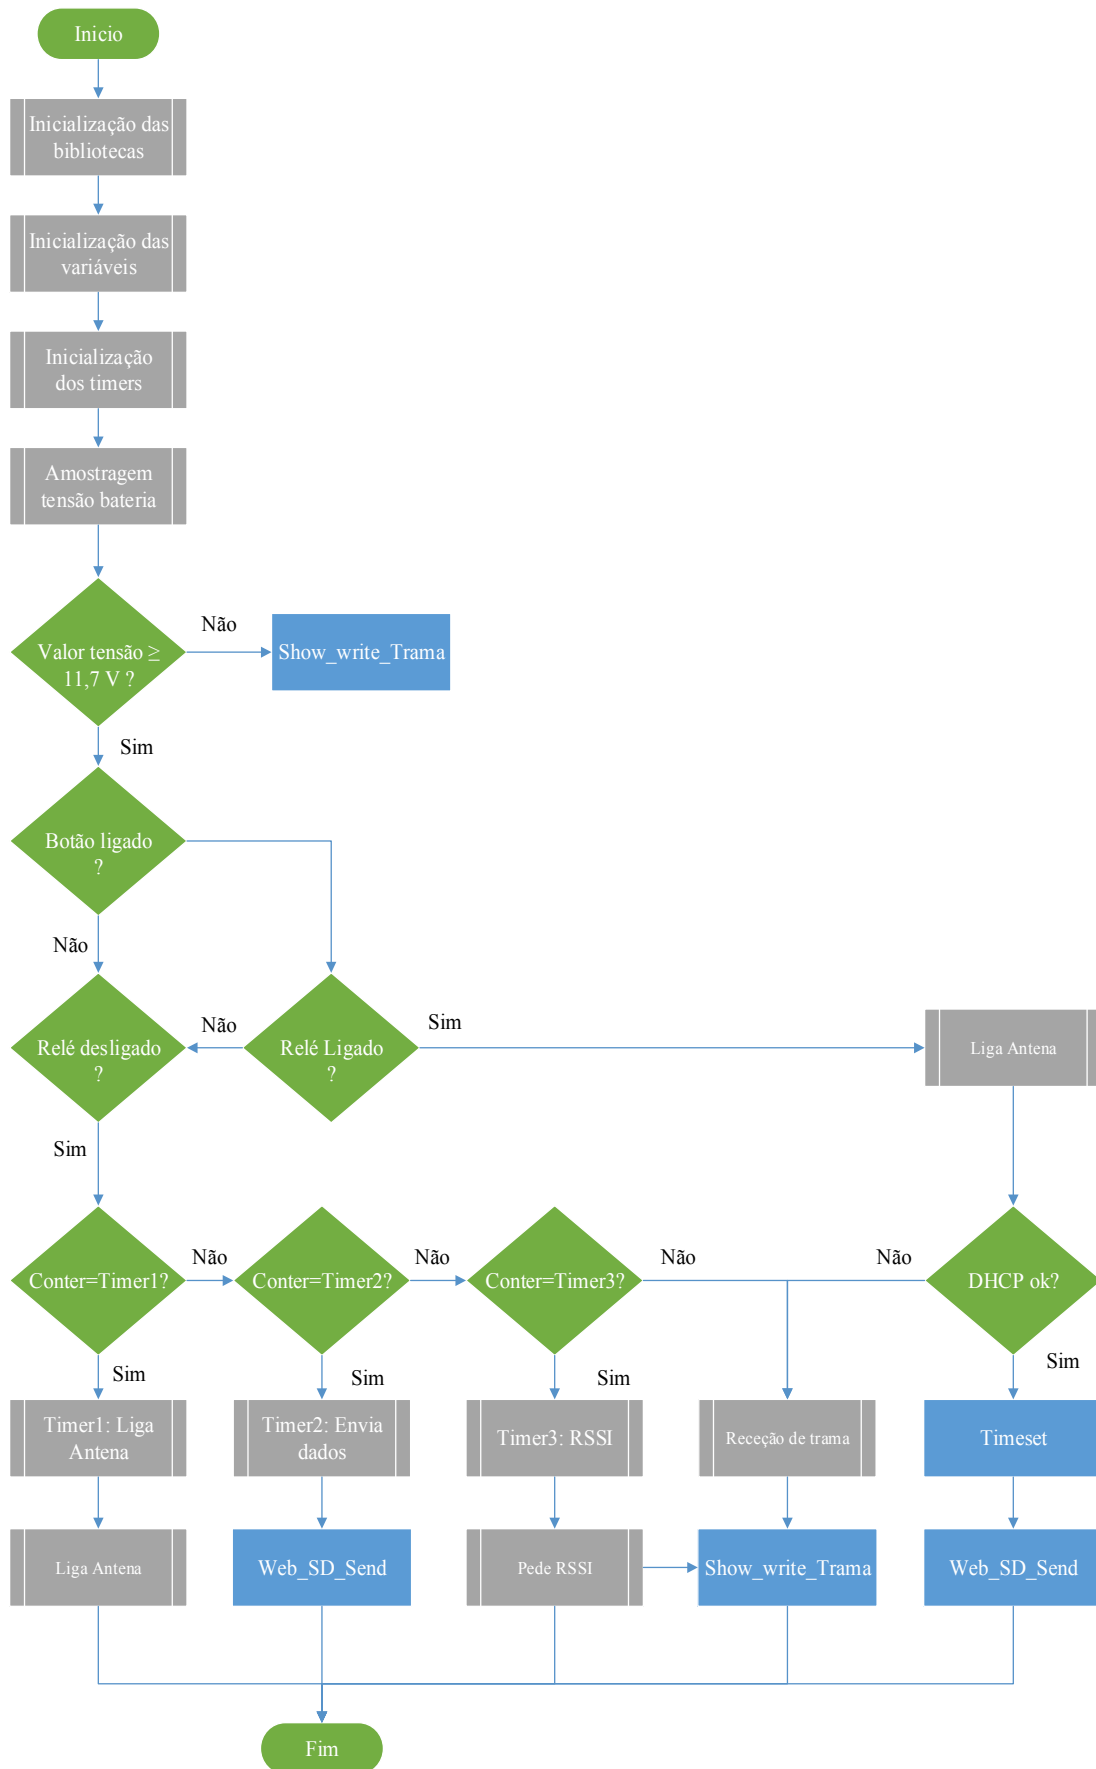 Inicio
Inicialização das
bibliotecas
Inicialização das
variáveis
Inicialização
dos timers
Amostragem
tensão bateria
Valor tensão ≥
11,7 V ?
Não
Show_write_Trama
Sim
Botão ligado
?
Não
Relé desligado
?
Não
Relé Ligado
?
Sim
Liga Antena
Sim
Conter=Timer1?
Não
Conter=Timer2?
Não
Conter=Timer3?
Não
Não
DHCP ok?
Sim
Sim
Sim
Sim
Timer1: Liga
Antena
Timer2: Envia
dados
Timer3: RSSI
Receção de trama
Timeset
Liga Antena
Web_SD_Send
Pede RSSI
Show_write_Trama
Web_SD_Send
Fim